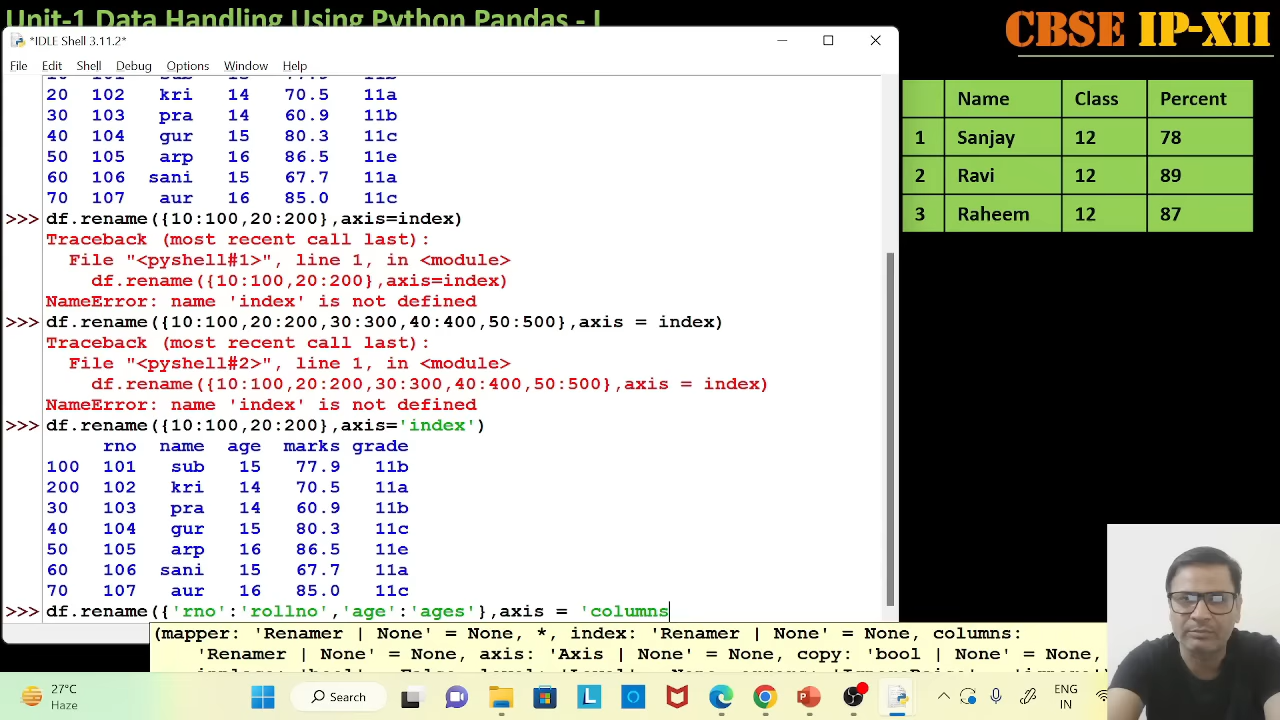 Unit-1 Data Handling Using Python Pandas - I
CBSE IP-XII
*IDLE Shell 3.11.2*
File Edit Shell Debug Options Window Help
20 102 kri 14 70.5 11a
30 103 pra 14 60.9 11b
40 104 gur 15 80.3 11c
50 105 arp 16 86.5 11e
60 106 sani 15 67.7 11a
70 107 aur 16 85.0 11c
>>> df.rename({10:100,20:200},axis=index)
Traceback (most recent call last):
File "<pyshell#1>", line 1, in <module>
df.rename({10:100,20:200},axis=index)
NameError: name 'index' is not defined
>>> df.rename({10:100,20:200,30:300,40:400,50:500},axis = index)
Traceback (most recent call last):
File "<pyshell#2>", line 1, in <module>
df.rename({10:100,20:200,30:300,40:400,50:500},axis = index)
NameError: name 'index' is not defined
>>> df.rename({10:100,20:200},axis='index')
rno name age marks grade
100 101 sub 15 77.9 11b
200 102 kri 14 70.5 11a
30 103 pra 14 60.9 11b
40 104 gur 15 80.3 11c
50 105 arp 16 86.5 11e
60 106 sani 15 67.7 11a
70 107 aur 16 85.0 11c
>>> df.rename({'rno':'rollno','age':'ages'},axis = 'columns
(mapper: 'Renamer | None' = None, *, index: 'Renamer | None' = None, columns:
'Renamer | None' = None, axis: 'Axis | None' = None, copy: 'bool | None' = None,
Name Class Percent
1 Sanjay 12 78
2 Ravi 12 89
3 Raheem 12 87
27°C
Haze
Search
ENG
IN